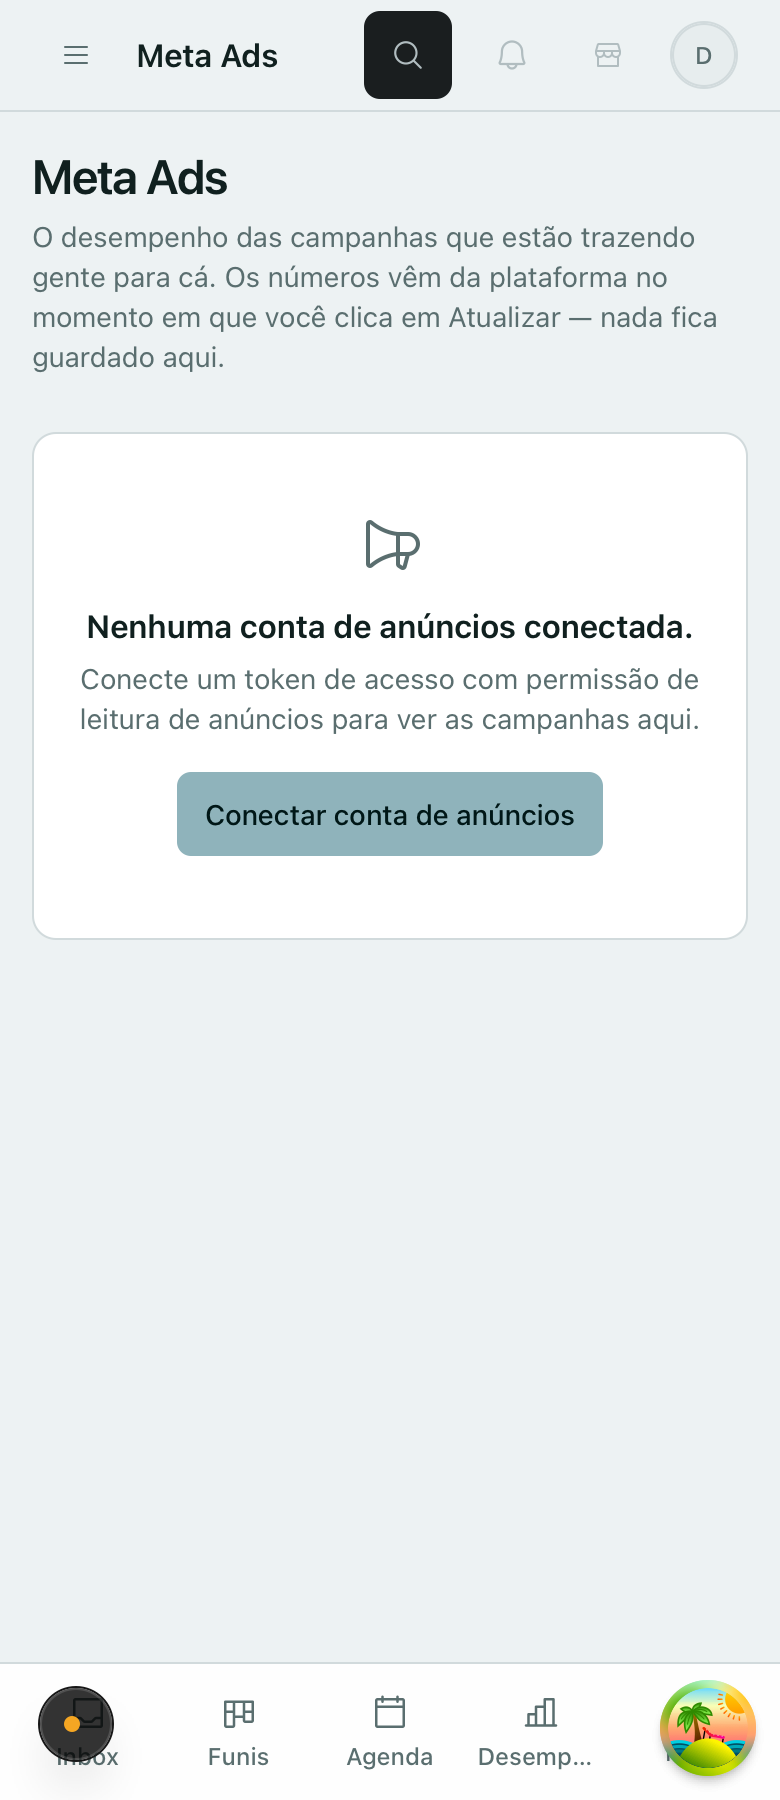 Meta Ads
D
Meta Ads
O desempenho das campanhas que estão trazendo
gente para cá. Os números vêm da plataforma no
momento em que você clica em Atualizar — nada fica
guardado aqui.
Nenhuma conta de anúncios conectada.
Conecte um token de acesso com permissão de
leitura de anúncios para ver as campanhas aqui.
Conectar conta de anúncios
Inbox
Funis
Agenda
Desemp...